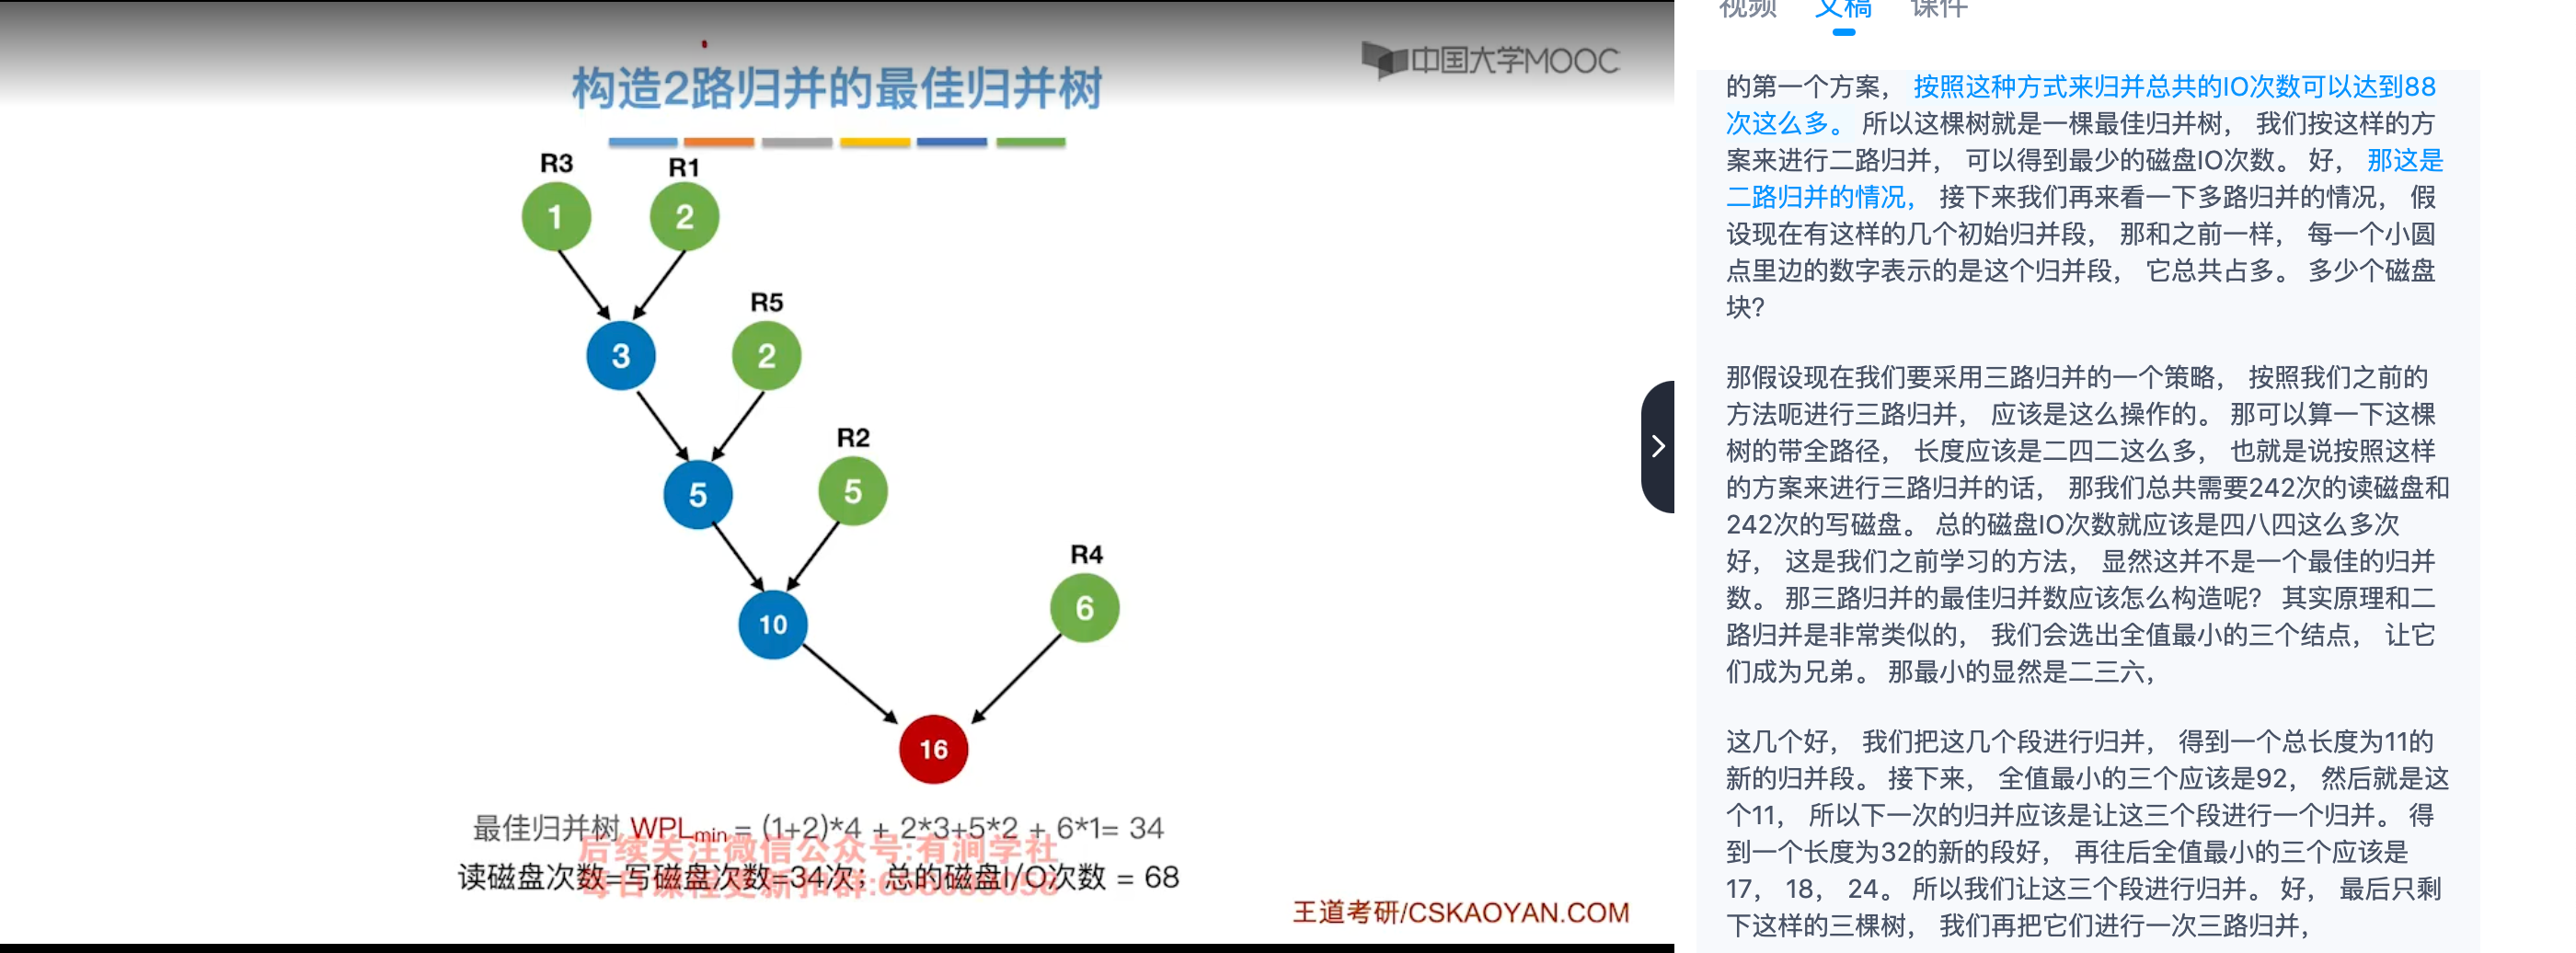 中国大学MOOC
构造2路归并的最佳归并树
R3
R1
1
2
R5
3
2
R2
5
5
R4
10
6
16
最佳归并树 WPLmin = (1+2)*4 + 2*3+5*2 + 6*1= 34
后续关注微信公众号:有涧学社
读磁盘次数=写磁盘次数=34次；总的磁盘I/O次数 = 68
王道考研/CSKAOYAN.COM
视频 文稿 课件
的第一个方案， 按照这种方式来归并总共的IO次数可以达到88
次这么多。 所以这棵树就是一棵最佳归并树， 我们按这样的方
案来进行二路归并， 可以得到最少的磁盘IO次数。 好， 那这是
二路归并的情况， 接下来我们再来看一下多路归并的情况， 假
设现在有这样的几个初始归并段， 那和之前一样， 每一个小圆
点里边的数字表示的是这个归并段， 它总共占多。 多少个磁盘
块?
那假设现在我们要采用三路归并的一个策略， 按照我们之前的
方法呃进行三路归并， 应该是这么操作的。 那可以算一下这棵
树的带全路径， 长度应该是二四二这么多， 也就是说按照这样
的方案来进行三路归并的话， 那我们总共需要242次的读磁盘和
242次的写磁盘。 总的磁盘IO次数就应该是四八四这么多次
好， 这是我们之前学习的方法， 显然这并不是一个最佳的归并
数。 那三路归并的最佳归并数应该怎么构造呢? 其实原理和二
路归并是非常类似的， 我们会选出全值最小的三个结点， 让它
们成为兄弟。 那最小的显然是二三六，
这几个好， 我们把这几个段进行归并， 得到一个总长度为11的
新的归并段。 接下来， 全值最小的三个应该是92， 然后就是这
个11， 所以下一次的归并应该是让这三个段进行一个归并。 得
到一个长度为32的新的段好， 再往后全值最小的三个应该是
17， 18， 24。 所以我们让这三个段进行归并。 好， 最后只剩
下这样的三棵树， 我们再把它们进行一次三路归并，